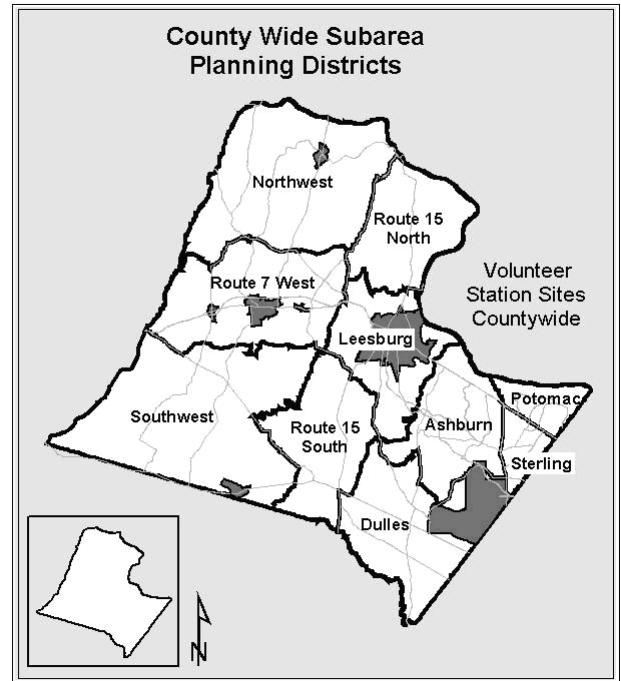 County Wide Subarea
Planning Districts
Northwest
Route 15
North
Volunteer
Station Sites
Countywide
Route 7 West
Leesburg
Potomac
Southwest
Route 15
South
Ashburn
Sterling
Dulles
N